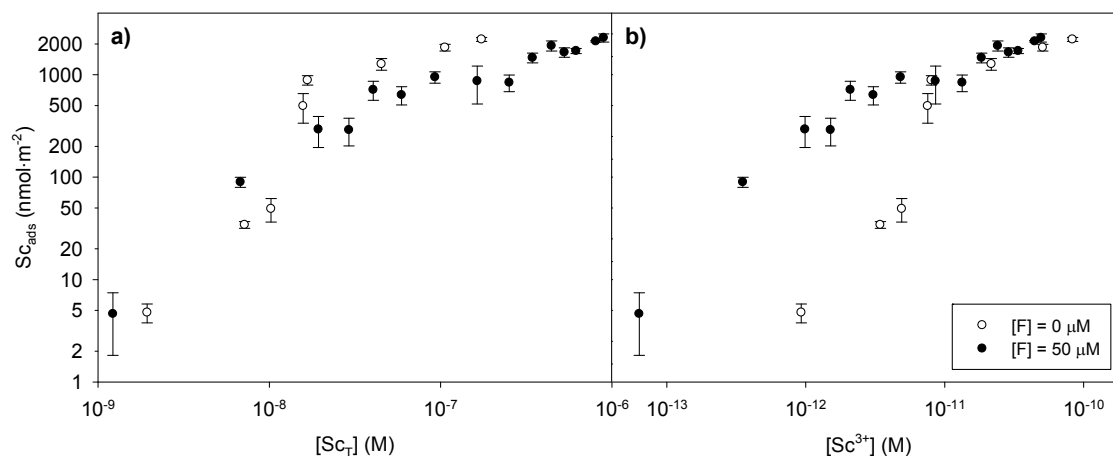 a)
b)
Sc_ads (nmol·m⁻²)
2000
1000
500
200
100
50
20
10
5
2
1
10⁻⁹
10⁻⁸
10⁻⁷
10⁻⁶
10⁻¹³
10⁻¹²
10⁻¹¹
10⁻¹⁰
[Sc_T] (M)
[Sc³⁺] (M)
[F] = 0 μM
[F] = 50 μM